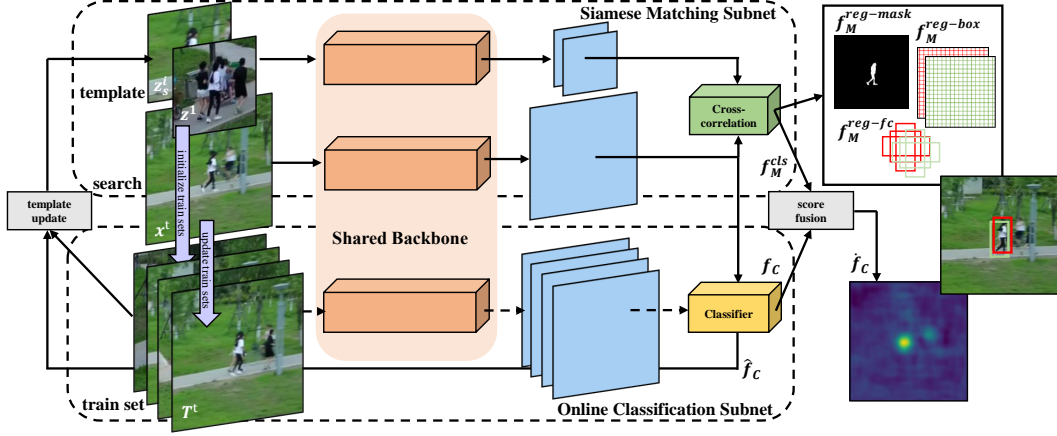 Siamese Matching Subnet
f_M^{reg-mask}
f_M^{reg-box}
z_s^i
template
z^1
Cross-
correlation
f_M^{reg-fc}
initialize train sets
f_M^{cls}
search
template
update
x^t
score
fusion
update train sets
Shared Backbone
f_C
f_C
Classifier
f̂_C
train set
T^t
Online Classification Subnet